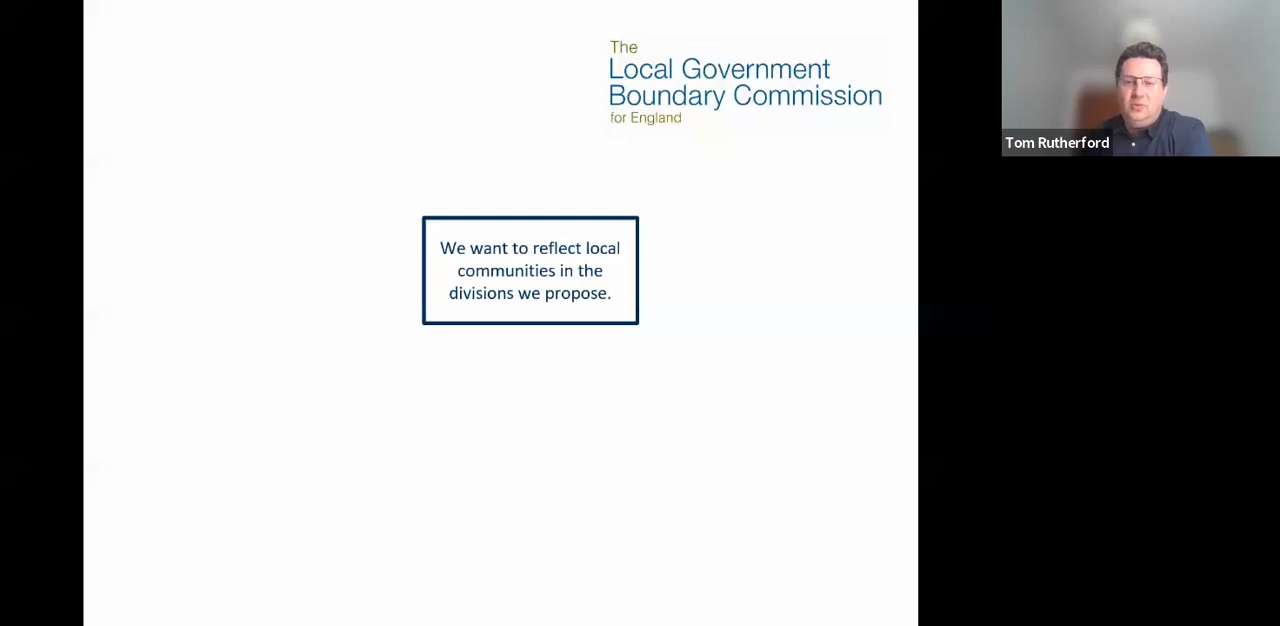 The
Local Government
Boundary Commission
for England
Tom Rutherford
We want to reflect local
communities in the
divisions we propose.